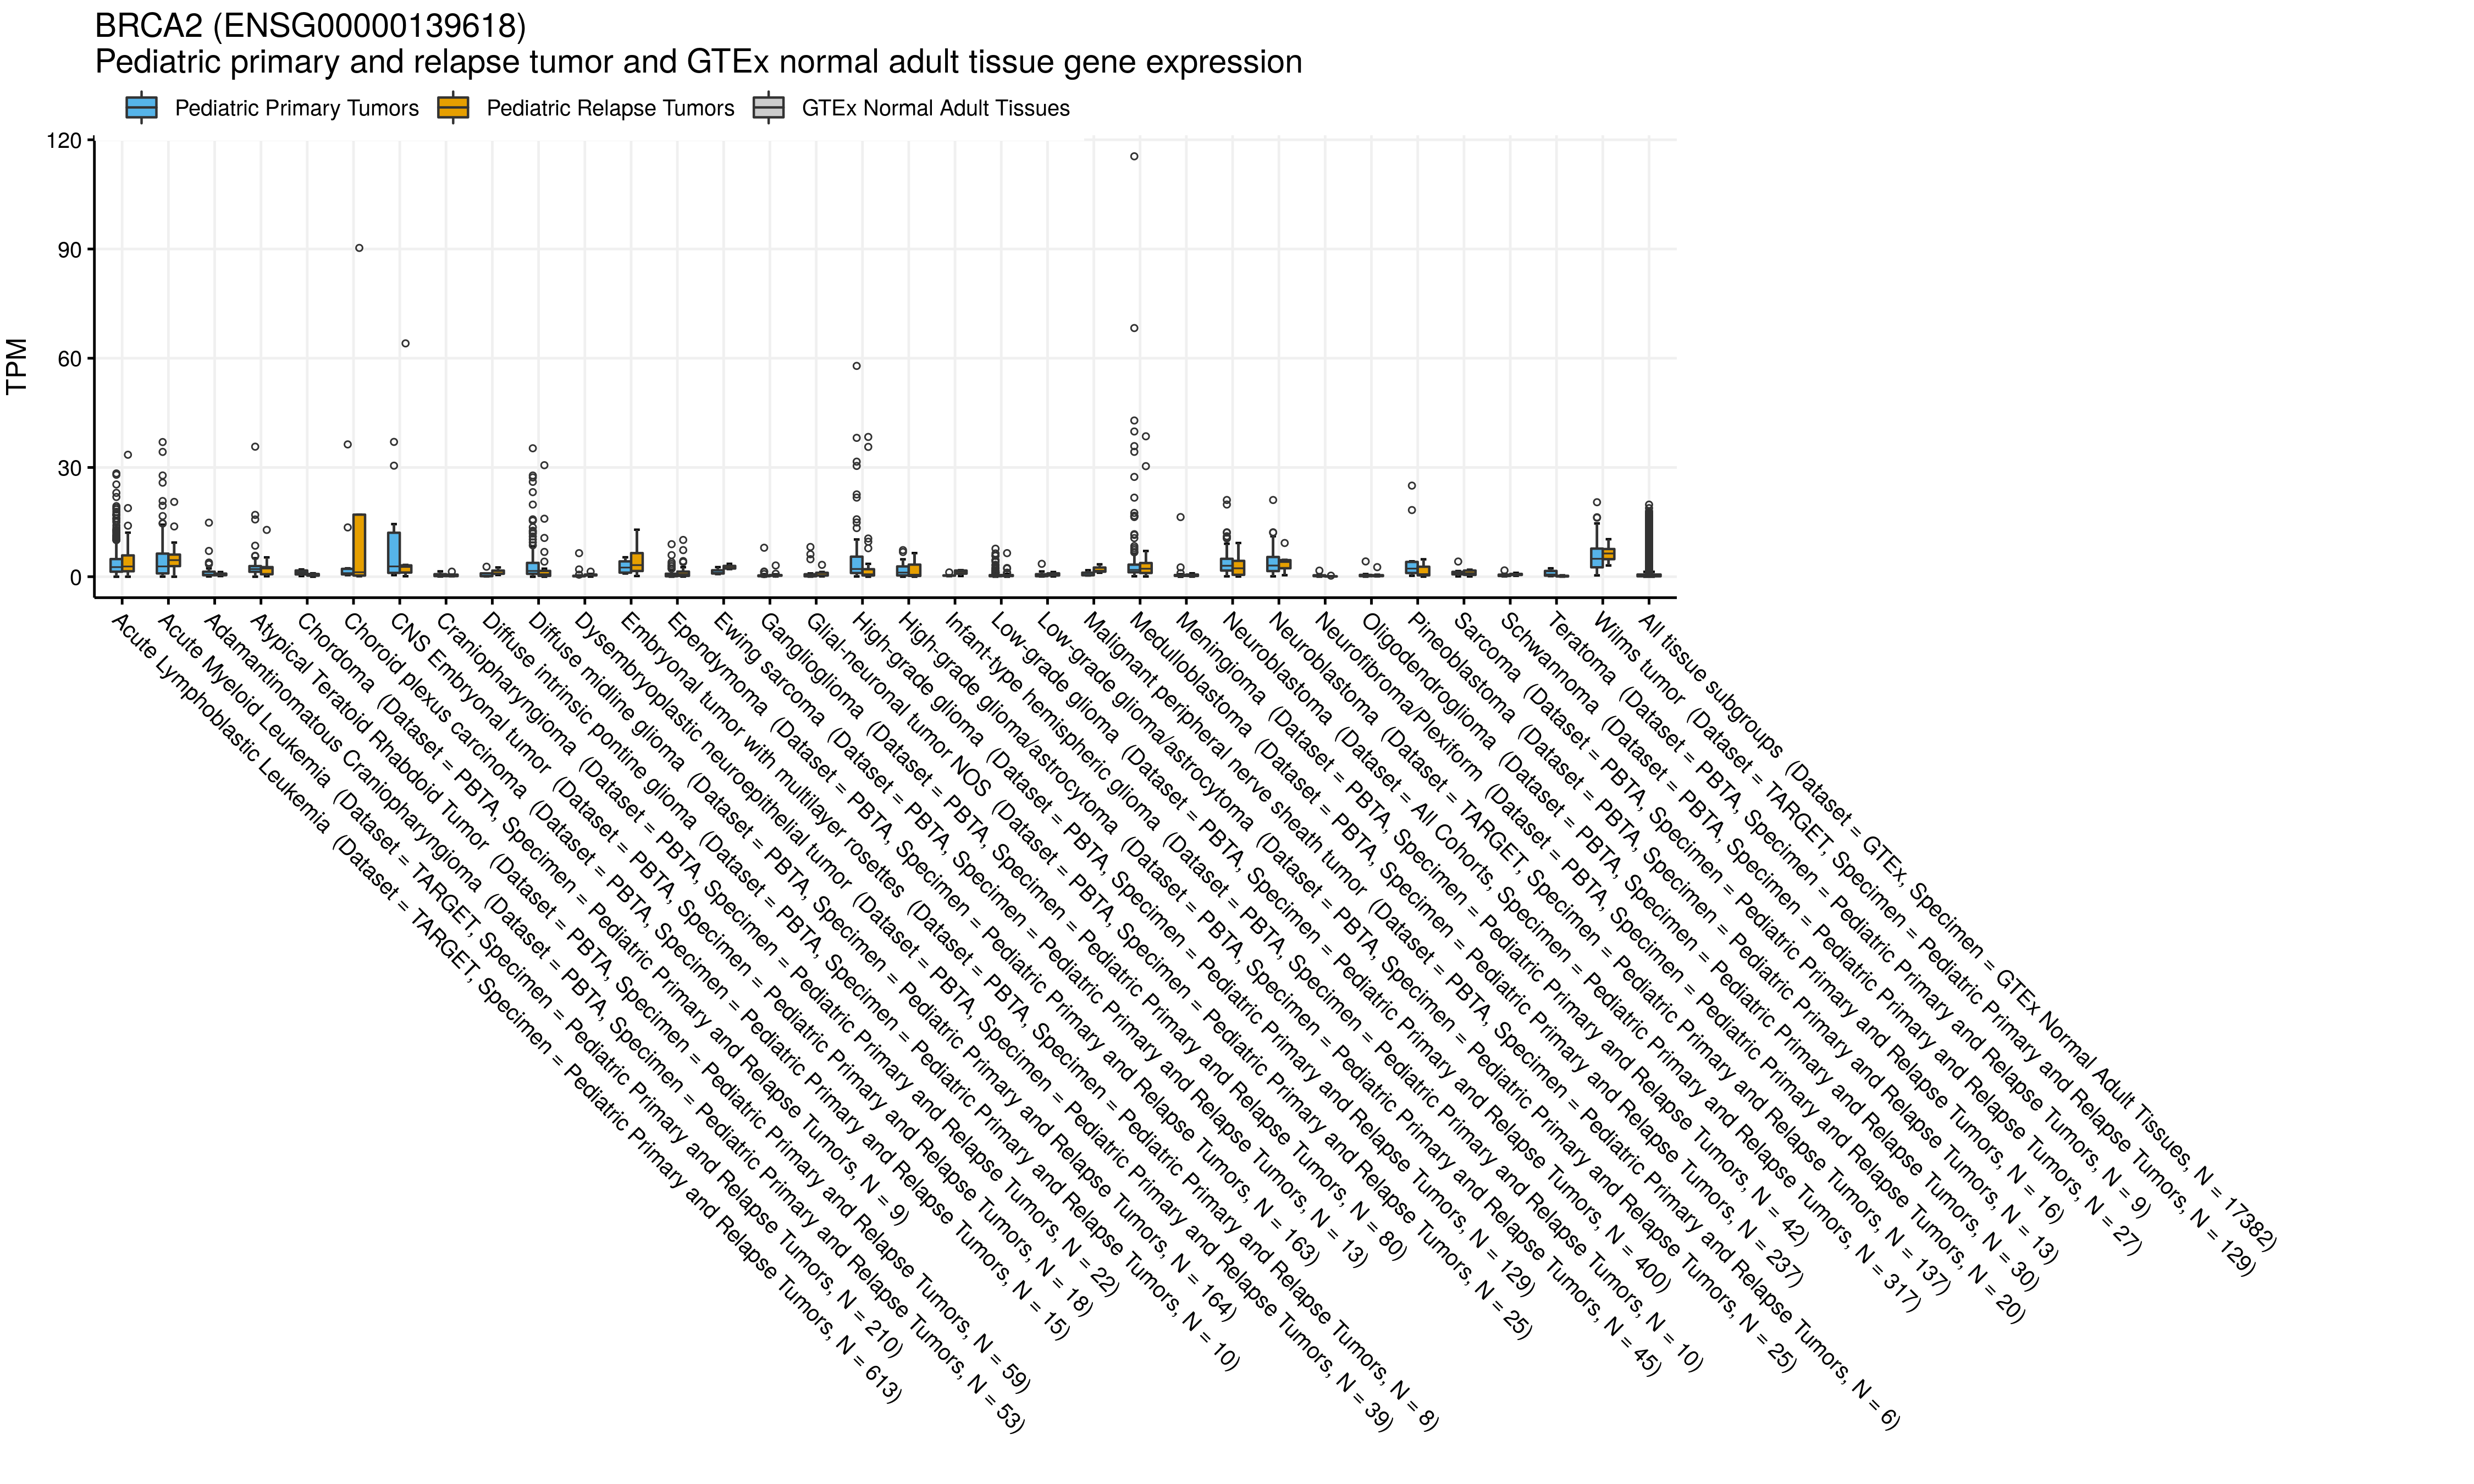 BRCA2 (ENSG00000139618)
Pediatric primary and relapse tumor and GTEx normal adult tissue gene expression
Pediatric Primary Tumors
Pediatric Relapse Tumors
GTEx Normal Adult Tissues
TPM
120
90
60
30
0
Acute Lymphoblastic Leukemia (Dataset = TARGET, Specimen = Pediatric Primary and Relapse Tumors, N = 613)
Acute Myeloid Leukemia (Dataset = TARGET, Specimen = Pediatric Primary and Relapse Tumors, N = 210)
Adamantinomatous Craniopharyngioma (Dataset = PBTA, Specimen = Pediatric Primary and Relapse Tumors, N = 53)
Atypical Teratoid Rhabdoid Tumor (Dataset = PBTA, Specimen = Pediatric Primary and Relapse Tumors, N = 59)
Chordoma (Dataset = PBTA, Specimen = Pediatric Primary and Relapse Tumors, N = 9)
Choroid plexus carcinoma (Dataset = PBTA, Specimen = Pediatric Primary and Relapse Tumors, N = 15)
CNS Embryonal tumor (Dataset = PBTA, Specimen = Pediatric Primary and Relapse Tumors, N = 18)
Craniopharyngioma (Dataset = PBTA, Specimen = Pediatric Primary and Relapse Tumors, N = 22)
Diffuse intrinsic pontine glioma (Dataset = PBTA, Specimen = Pediatric Primary and Relapse Tumors, N = 10)
Diffuse midline glioma (Dataset = PBTA, Specimen = Pediatric Primary and Relapse Tumors, N = 164)
Dysembryoplastic neuroepithelial tumor (Dataset = PBTA, Specimen = Pediatric Primary and Relapse Tumors, N = 39)
Embryonal tumor with multilayer rosettes (Dataset = PBTA, Specimen = Pediatric Primary and Relapse Tumors, N = 8)
Ependymoma (Dataset = PBTA, Specimen = Pediatric Primary and Relapse Tumors, N = 163)
Ewing sarcoma (Dataset = PBTA, Specimen = Pediatric Primary and Relapse Tumors, N = 13)
Ganglioglioma (Dataset = PBTA, Specimen = Pediatric Primary and Relapse Tumors, N = 80)
Glial-neuronal tumor NOS (Dataset = PBTA, Specimen = Pediatric Primary and Relapse Tumors, N = 25)
High-grade glioma (Dataset = PBTA, Specimen = Pediatric Primary and Relapse Tumors, N = 129)
High-grade glioma/astrocytoma (Dataset = PBTA, Specimen = Pediatric Primary and Relapse Tumors, N = 45)
Infant-type hemispheric glioma (Dataset = PBTA, Specimen = Pediatric Primary and Relapse Tumors, N = 10)
Low-grade glioma (Dataset = PBTA, Specimen = Pediatric Primary and Relapse Tumors, N = 400)
Low-grade glioma/astrocytoma (Dataset = PBTA, Specimen = Pediatric Primary and Relapse Tumors, N = 25)
Malignant peripheral nerve sheath tumor (Dataset = PBTA, Specimen = Pediatric Primary and Relapse Tumors, N = 6)
Medulloblastoma (Dataset = PBTA, Specimen = Pediatric Primary and Relapse Tumors, N = 237)
Meningioma (Dataset = PBTA, Specimen = Pediatric Primary and Relapse Tumors, N = 42)
Neuroblastoma (Dataset = All Cohorts, Specimen = Pediatric Primary and Relapse Tumors, N = 317)
Neuroblastoma (Dataset = TARGET, Specimen = Pediatric Primary and Relapse Tumors, N = 137)
Neurofibroma/Plexiform (Dataset = PBTA, Specimen = Pediatric Primary and Relapse Tumors, N = 20)
Oligodendroglioma (Dataset = PBTA, Specimen = Pediatric Primary and Relapse Tumors, N = 30)
Pineoblastoma (Dataset = PBTA, Specimen = Pediatric Primary and Relapse Tumors, N = 13)
Sarcoma (Dataset = PBTA, Specimen = Pediatric Primary and Relapse Tumors, N = 16)
Schwannoma (Dataset = PBTA, Specimen = Pediatric Primary and Relapse Tumors, N = 27)
Teratoma (Dataset = PBTA, Specimen = Pediatric Primary and Relapse Tumors, N = 9)
Wilms tumor (Dataset = TARGET, Specimen = Pediatric Primary and Relapse Tumors, N = 129)
All tissue subgroups (Dataset = GTEx, Specimen = GTEx Normal Adult Tissues, N = 17382)